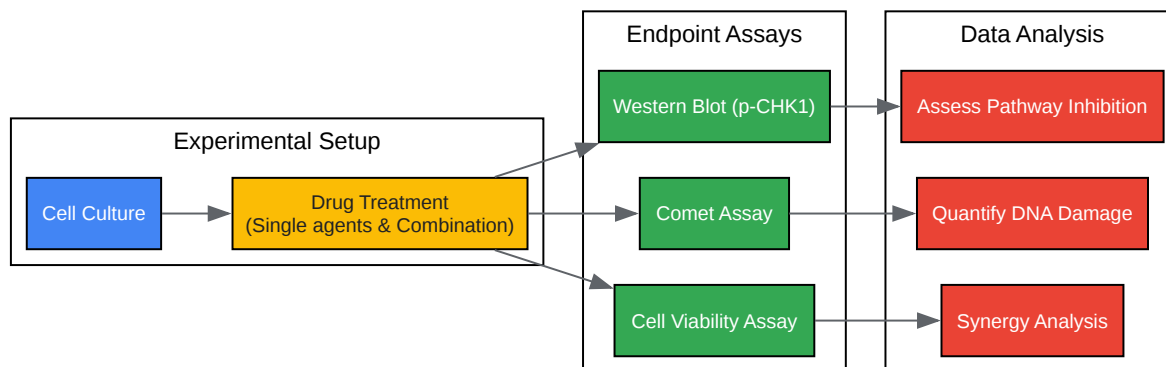 Experimental Setup
Cell Culture
Drug Treatment
(Single agents & Combination)
Endpoint Assays
Western Blot (p-CHK1)
Comet Assay
Cell Viability Assay
Data Analysis
Assess Pathway Inhibition
Quantify DNA Damage
Synergy Analysis